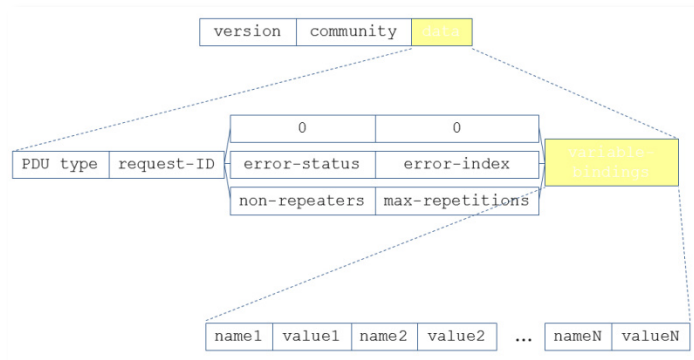 version community data
0 0
PDU type request-ID error-status error-index variable-
bindings
non-repeaters max-repetitions
name1 value1 name2 value2 ... nameN valueN